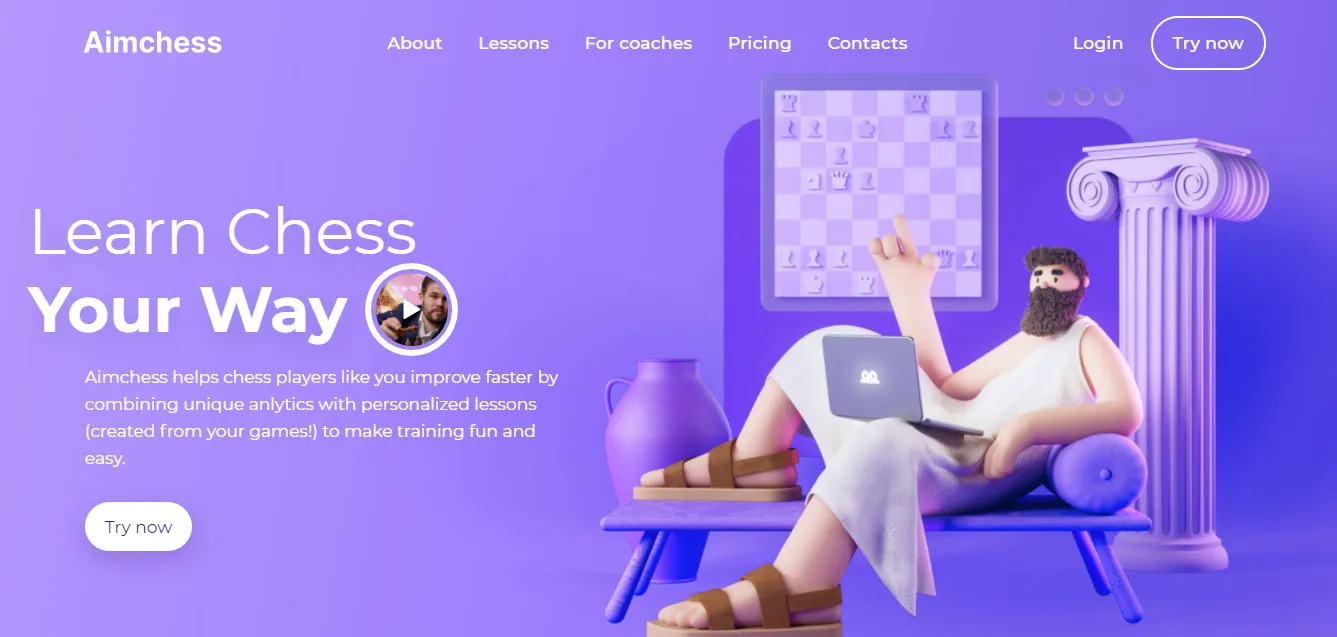 Aimchess
About
Lessons
For coaches
Pricing
Contacts
Login
Try now
Learn Chess
Your Way
Aimchess helps chess players like you improve faster by
combining unique anlytics with personalized lessons
(created from your games!) to make training fun and
easy.
Try now